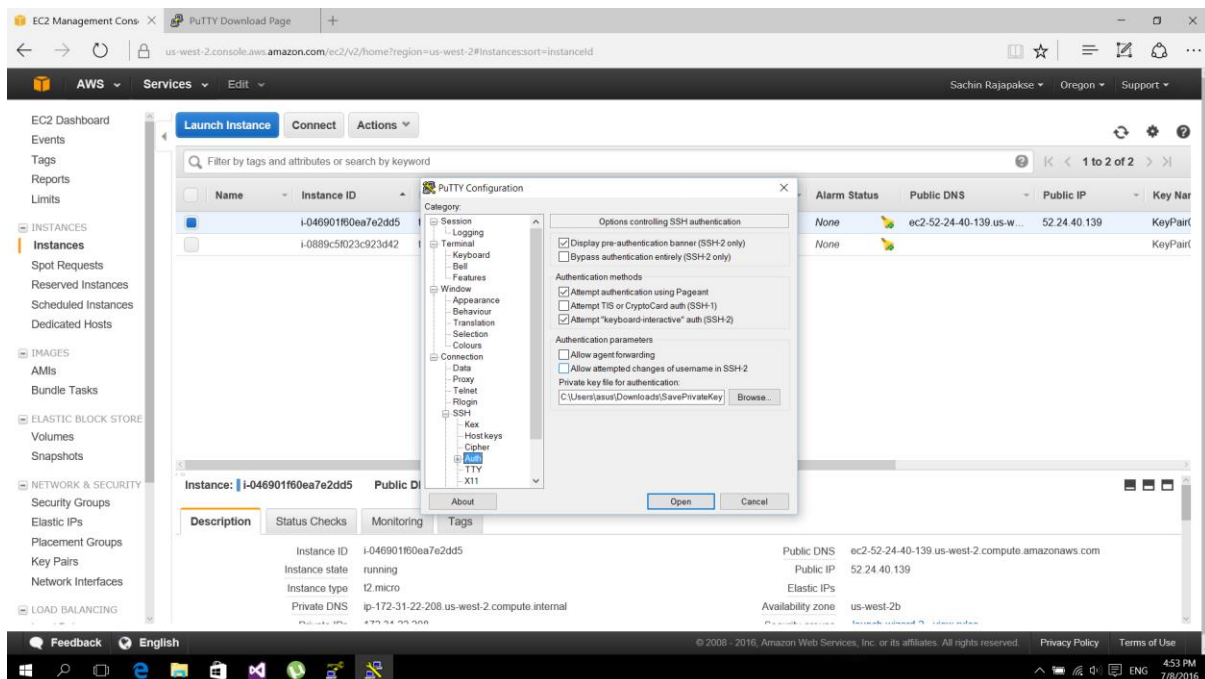 EC2 Management Cons
PuTTY Download Page
us-west-2.console.aws.amazon.com/ec2/v2/home?region=us-west-2#Instances:sort=instanceId
AWS Services Edit Sachin Rajapakse Oregon Support
EC2 Dashboard
Events
Tags
Reports
Limits
INSTANCES
Instances
Spot Requests
Reserved Instances
Scheduled Instances
Dedicated Hosts
IMAGES
AMIs
Bundle Tasks
ELASTIC BLOCK STORE
Volumes
Snapshots
NETWORK & SECURITY
Security Groups
Elastic IPs
Placement Groups
Key Pairs
Network Interfaces
LOAD BALANCING
Launch Instance Connect Actions
Filter by tags and attributes or search by keyword
1 to 2 of 2
Name Instance ID Alarm Status Public DNS Public IP Key Nar
i-046901f60ea7e2dd5 None ec2-52-24-40-139.us-w... 52.24.40.139 KeyPair(
i-0889c5f023c923d42 None KeyPair(
PuTTY Configuration
Category:
Session
Logging
Terminal
Keyboard
Bell
Features
Window
Appearance
Behaviour
Translation
Selection
Colours
Connection
Data
Proxy
Telnet
Rlogin
SSH
Kex
Host keys
Cipher
Auth
TTY
X11
Options controlling SSH authentication
Display pre-authentication banner (SSH-2 only)
Bypass authentication entirely (SSH-2 only)
Authentication methods
Attempt authentication using Pageant
Attempt TIS or CryptoCard auth (SSH-1)
Attempt "keyboard-interactive" auth (SSH-2)
Authentication parameters
Allow agent forwarding
Allow attempted changes of username in SSH-2
Private key file for authentication:
C:\Users\asus\Downloads\SavePrivateKey Browse...
About Open Cancel
Instance: i-046901f60ea7e2dd5 Public D
Description Status Checks Monitoring Tags
Instance ID i-046901f60ea7e2dd5
Instance state running
Instance type t2.micro
Private DNS ip-172-31-22-208.us-west-2.compute.internal
Public DNS ec2-52-24-40-139.us-west-2.compute.amazonaws.com
Public IP 52.24.40.139
Elastic IPs
Availability zone us-west-2b
Feedback English
© 2008 - 2016, Amazon Web Services, Inc. or its affiliates. All rights reserved. Privacy Policy Terms of Use
ENG
4:53 PM
7/8/2016